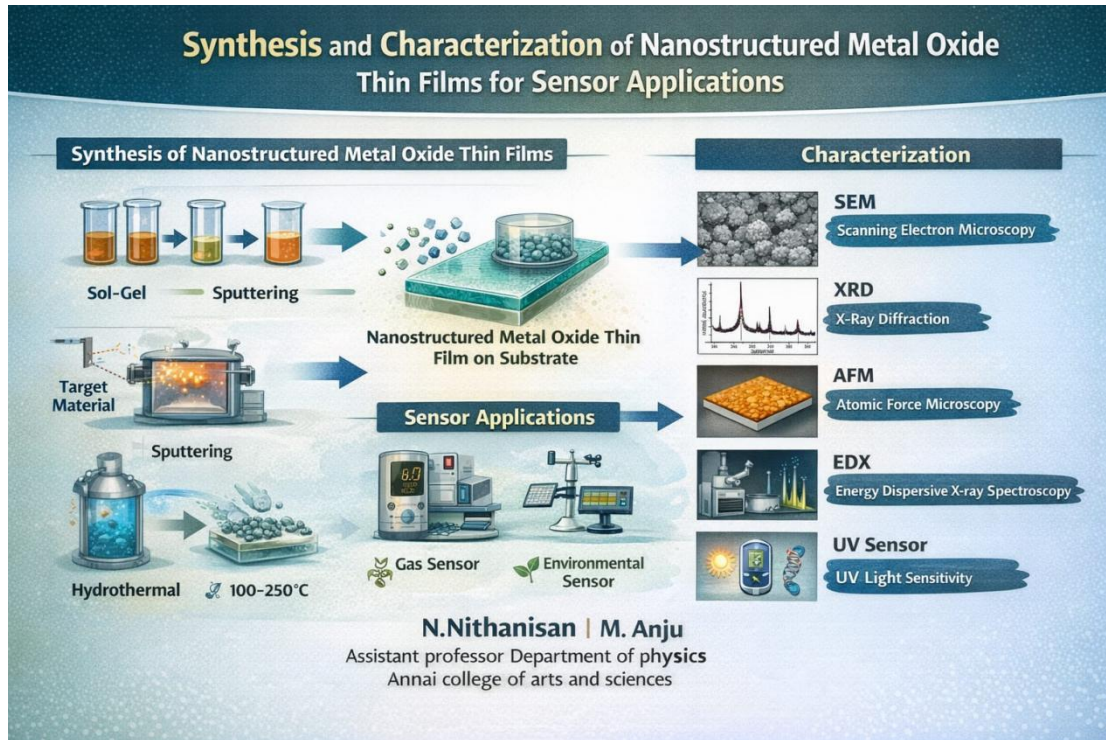 Synthesis and Characterization of Nanostructured Metal Oxide
Thin Films for Sensor Applications
Synthesis of Nanostructured Metal Oxide Thin Films
Sol-Gel
Sputtering
Nanostructured Metal Oxide Thin
Film on Substrate
Target
Material
Sputtering
Hydrothermal
100-250°C
Sensor Applications
8.0
Gas Sensor
Environmental
Sensor
Characterization
SEM
Scanning Electron Microscopy
XRD
X-Ray Diffraction
AFM
Atomic Force Microscopy
EDX
Energy Dispersive X-ray Spectroscopy
UV Sensor
UV Light Sensitivity
N.Nithanisan | M. Anju
Assistant professor Department of physics
Annai college of arts and sciences